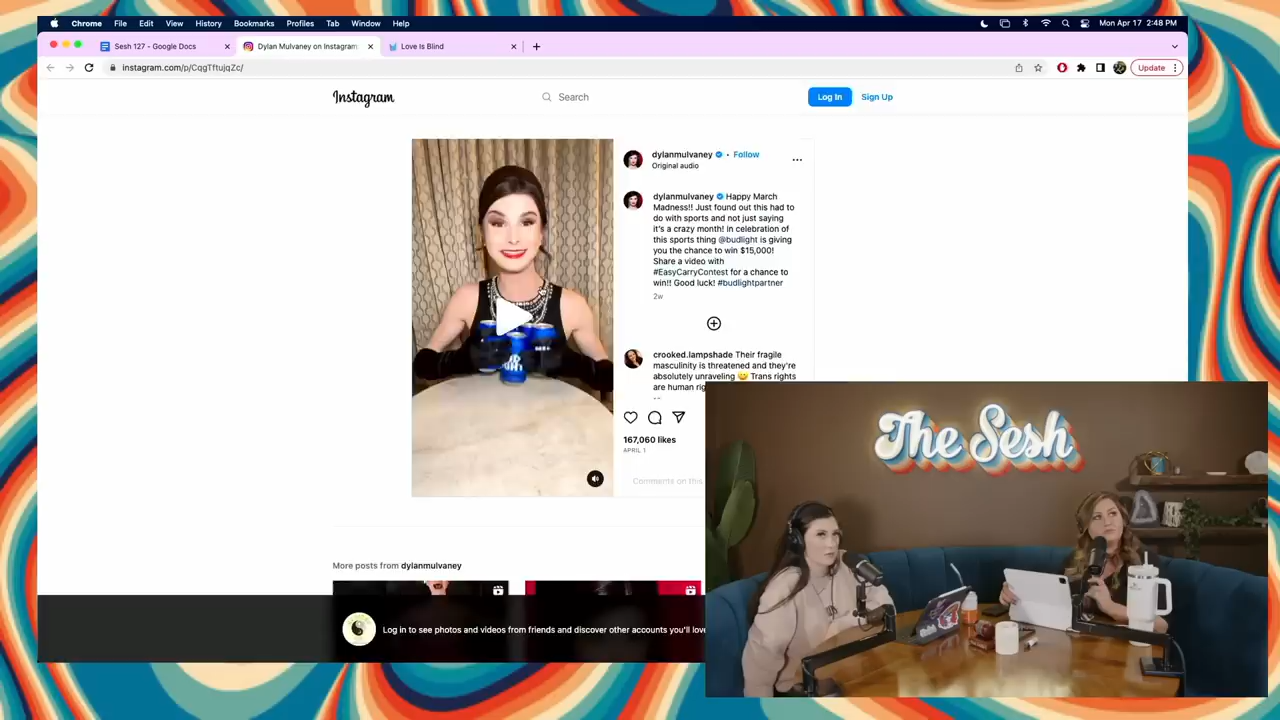 Chrome File Edit View History Bookmarks Profiles Tab Window Help
Mon Apr 17 2:48 PM
Sesh 127 - Google Docs
Dylan Mulvaney on Instagram
Love Is Blind
instagram.com/p/CqgTftujqZc/
Update
Instagram
Search
Log In
Sign Up
dylanmulvaney • Follow
Original audio
dylanmulvaney Happy March
Madness!! Just found out this had to
do with sports and not just saying
it's a crazy month! in celebration of
this sports thing @budlight is giving
you the chance to win $15,000!
Share a video with
#EasyCarryContest for a chance to
win!! Good luck! #budlightpartner
2w
crooked.lampshade Their fragile
masculinity is threatened and they're
absolutely unraveling 😄 Trans rights
are human
167,060 likes
APRIL 1
Comments on this
More posts from dylanmulvaney
Log in to see photos and videos from friends and discover other accounts you'll love
The Sesh